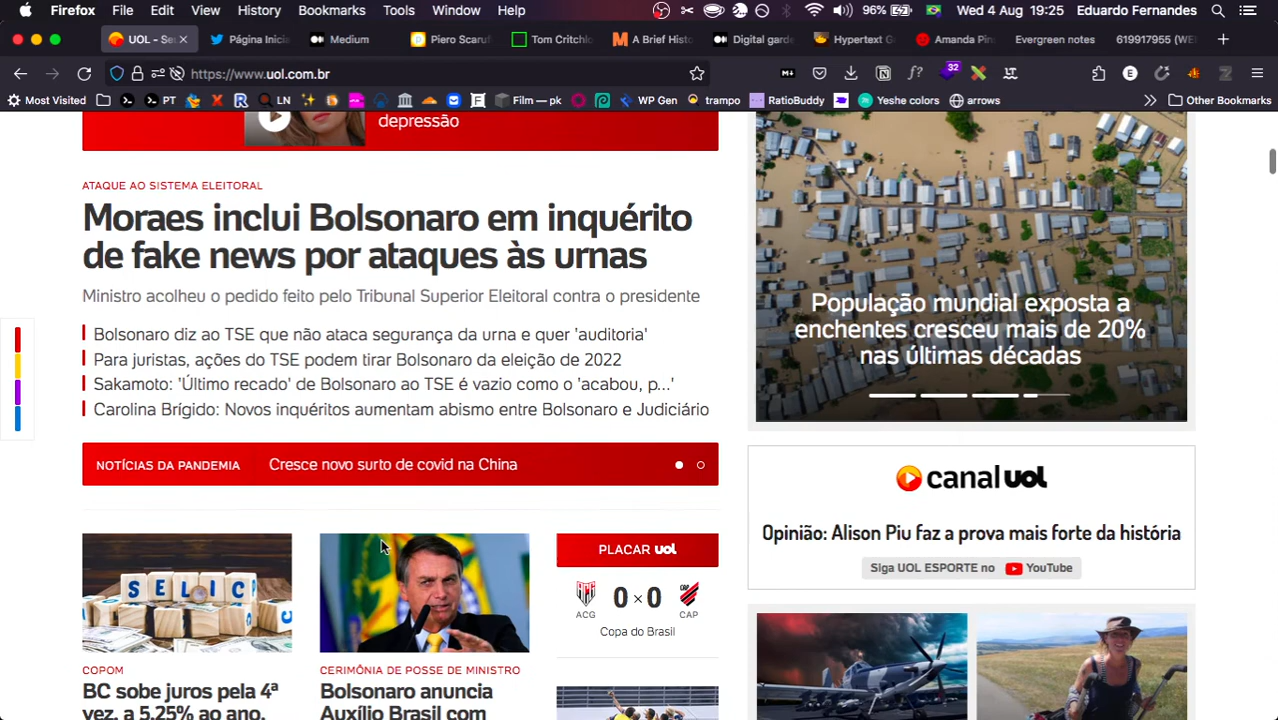 Firefox File Edit View History Bookmarks Tools Window Help 96% Wed 4 Aug 19:25 Eduardo Fernandes
UOL - Se Página Inici Medium Piero Scaruf Tom Critchlo A Brief Histo Digital garde Hypertext G Amanda Pin Evergreen notes 619917955 (WE
https://www.uol.com.br 32
Most Visited PT LN Film — pk WP Gen trampo RatioBuddy Yeshe colors arrows Other Bookmarks
depressão
ATAQUE AO SISTEMA ELEITORAL
Moraes inclui Bolsonaro em inquérito
de fake news por ataques às urnas
Ministro acolheu o pedido feito pelo Tribunal Superior Eleitoral contra o presidente
Bolsonaro diz ao TSE que não ataca segurança da urna e quer 'auditoria'
Para juristas, ações do TSE podem tirar Bolsonaro da eleição de 2022
Sakamoto: 'Último recado' de Bolsonaro ao TSE é vazio como o 'acabou, p...'
Carolina Brígido: Novos inquéritos aumentam abismo entre Bolsonaro e Judiciário
NOTÍCIAS DA PANDEMIA Cresce novo surto de covid na China
SELIC
COPOM
BC sobe juros pela 4ª
vez, a 5,25% ao ano,
CERIMÔNIA DE POSSE DE MINISTRO
Bolsonaro anuncia
Auxílio Brasil com
PLACAR uol
0 x 0
ACG CAP
Copa do Brasil
População mundial exposta a
enchentes cresceu mais de 20%
nas últimas décadas
canal uol
Opinião: Alison Piu faz a prova mais forte da história
Siga UOL ESPORTE no YouTube